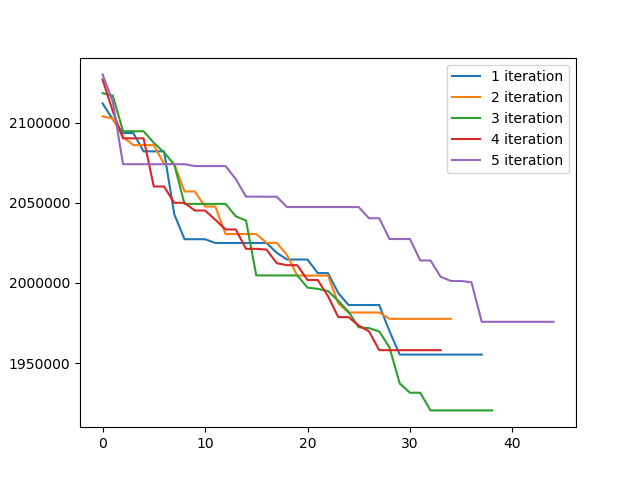 1 iteration
2 iteration
3 iteration
4 iteration
5 iteration
2100000
2050000
2000000
1950000
0 10 20 30 40